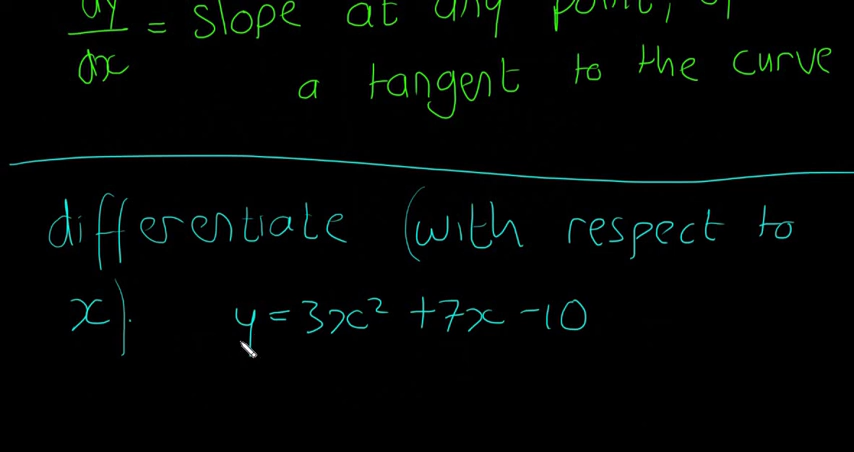 dy/dx = slope at any point, of
a tangent to the curve
differentiate (with respect to
x). y = 3x² + 7x - 10